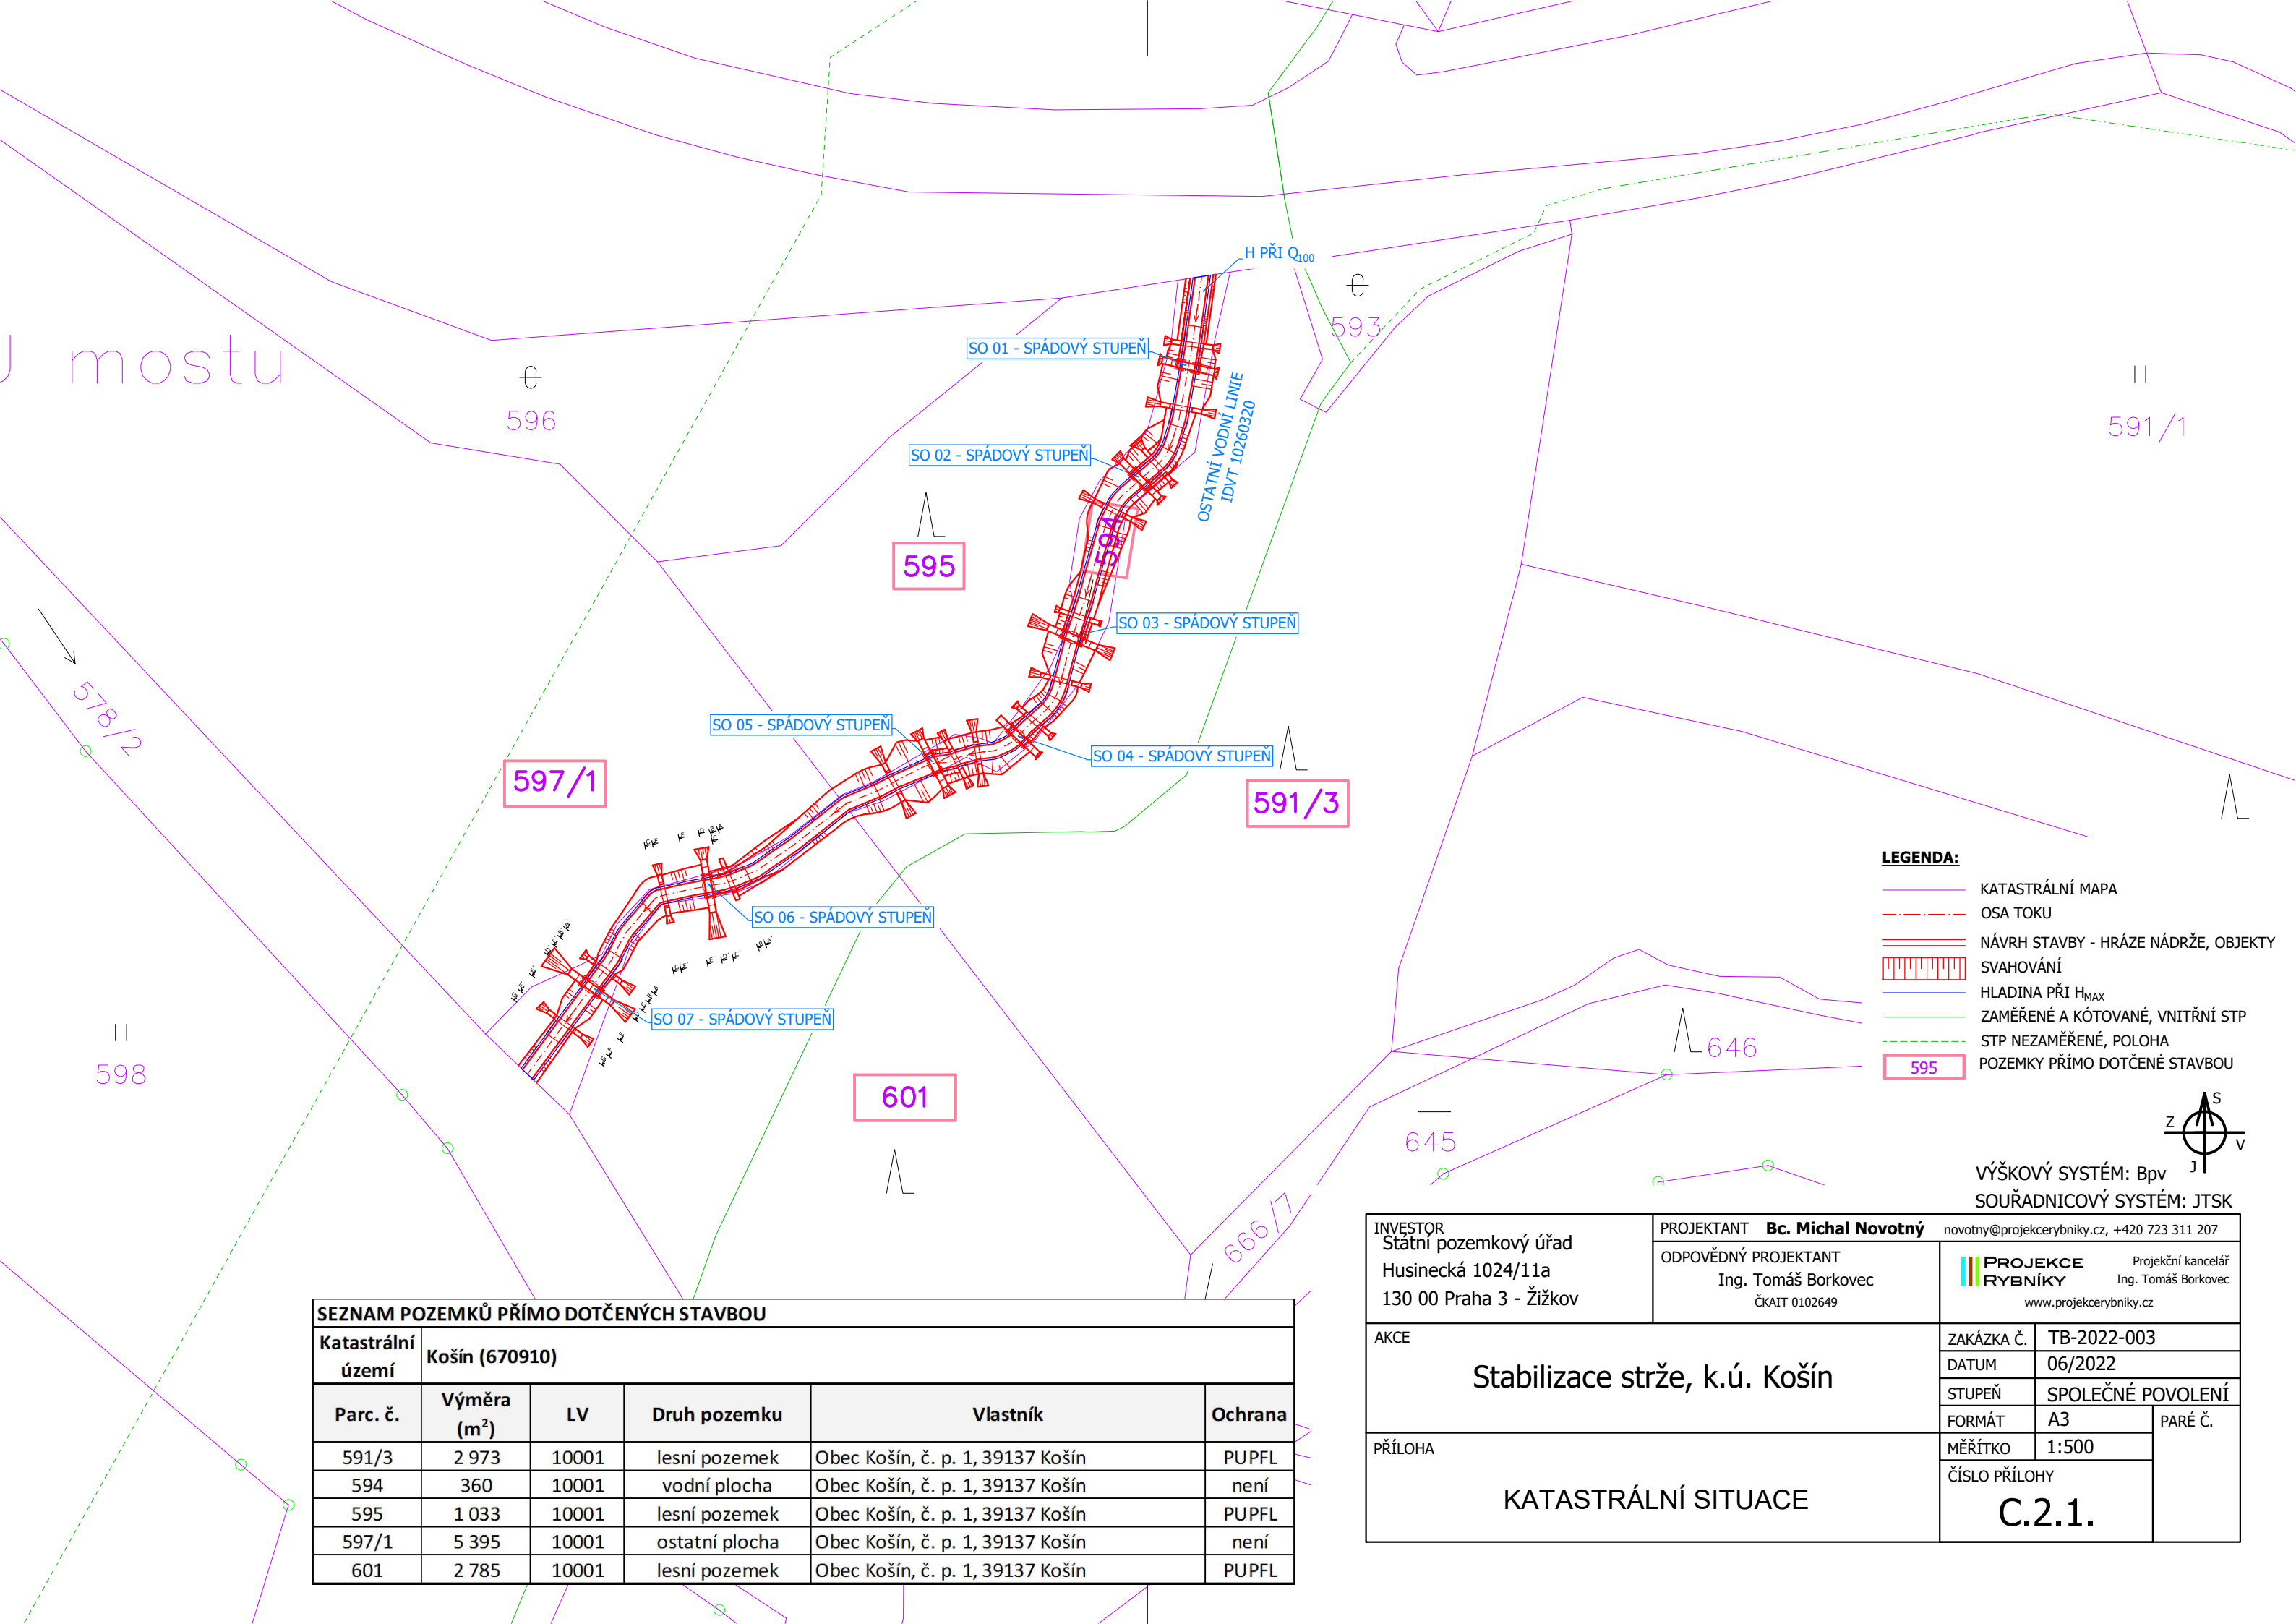 H PŘI Q100
593
SO 01 - SPÁDOVÝ STUPEŇ
U mostu
596
OSTATNÍ VODNÍ LINIE
IDVT 10260320
591/1
SO 02 - SPÁDOVÝ STUPEŇ
594
595
SO 03 - SPÁDOVÝ STUPEŇ
578/2
SO 05 - SPÁDOVÝ STUPEŇ
SO 04 - SPÁDOVÝ STUPEŇ
597/1
591/3
SO 06 - SPÁDOVÝ STUPEŇ
SO 07 - SPÁDOVÝ STUPEŇ
598
601
646
645
666/7
LEGENDA:
KATASTRÁLNÍ MAPA
OSA TOKU
NÁVRH STAVBY - HRÁZE NÁDRŽE, OBJEKTY
SVAHOVÁNÍ
HLADINA PŘI HMAX
ZAMĚŘENÉ A KÓTOVANÉ, VNITŘNÍ STP
STP NEZAMĚŘENÉ, POLOHA
595 POZEMKY PŘÍMO DOTČENÉ STAVBOU
S
Z
V
J
VÝŠKOVÝ SYSTÉM: Bpv
SOUŘADNICOVÝ SYSTÉM: JTSK
INVESTOR
Státní pozemkový úřad
Husinecká 1024/11a
130 00 Praha 3 - Žižkov
PROJEKTANT Bc. Michal Novotný novotny@projekcerybniky.cz, +420 723 311 207
ODPOVĚDNÝ PROJEKTANT
Ing. Tomáš Borkovec
ČKAIT 0102649
PROJEKCE
RYBNÍKY
Projekční kancelář
Ing. Tomáš Borkovec
www.projekcerybniky.cz
AKCE
Stabilizace strže, k.ú. Košín
ZAKÁZKA Č. TB-2022-003
DATUM 06/2022
STUPEŇ SPOLEČNÉ POVOLENÍ
FORMÁT A3
PARÉ Č.
MĚŘÍTKO 1:500
PŘÍLOHA
KATASTRÁLNÍ SITUACE
ČÍSLO PŘÍLOHY
C.2.1.
SEZNAM POZEMKŮ PŘÍMO DOTČENÝCH STAVBOU
Katastrální území Košín (670910)
Parc. č. Výměra (m2) LV Druh pozemku Vlastník Ochrana
591/3 2 973 10001 lesní pozemek Obec Košín, č. p. 1, 39137 Košín PUPFL
594 360 10001 vodní plocha Obec Košín, č. p. 1, 39137 Košín není
595 1 033 10001 lesní pozemek Obec Košín, č. p. 1, 39137 Košín PUPFL
597/1 5 395 10001 ostatní plocha Obec Košín, č. p. 1, 39137 Košín není
601 2 785 10001 lesní pozemek Obec Košín, č. p. 1, 39137 Košín PUPFL